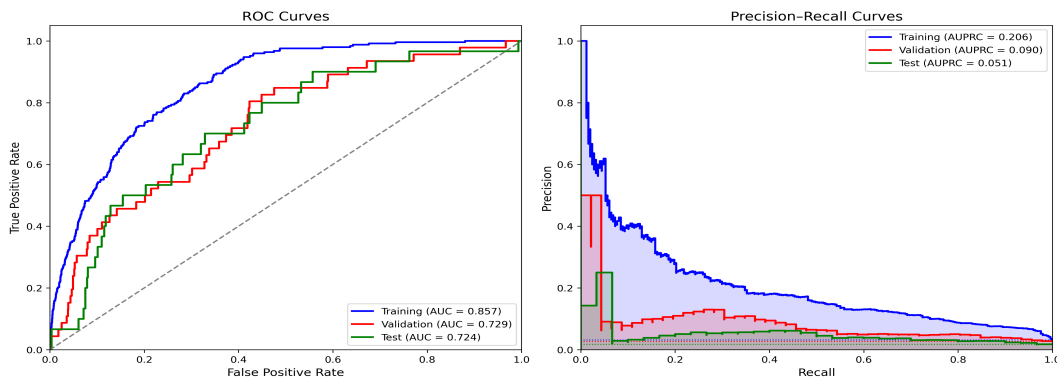 ROC Curves
True Positive Rate
1.0
0.8
0.6
0.4
0.2
0.0
0.0 0.2 0.4 0.6 0.8 1.0
False Positive Rate
Training (AUC = 0.857)
Validation (AUC = 0.729)
Test (AUC = 0.724)
Precision–Recall Curves
Precision
1.0
0.8
0.6
0.4
0.2
0.0
0.0 0.2 0.4 0.6 0.8 1.0
Recall
Training (AUPRC = 0.206)
Validation (AUPRC = 0.090)
Test (AUPRC = 0.051)